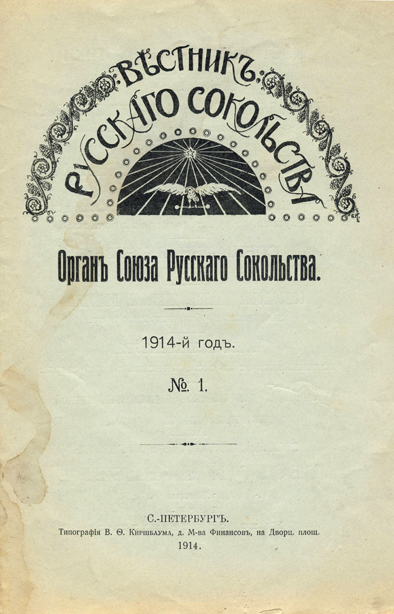 ВѢСТНИКЪ
РУССКАГО СОКОЛЬСТВА
Органъ Союза Русскаго Сокольства.
1914-й годъ.
№ 1.
С.-ПЕТЕРБУРГЪ.
Типографія В. Ѳ. Киршбаума, д. М-ва Финансовъ, на Дворц. площ.
1914.